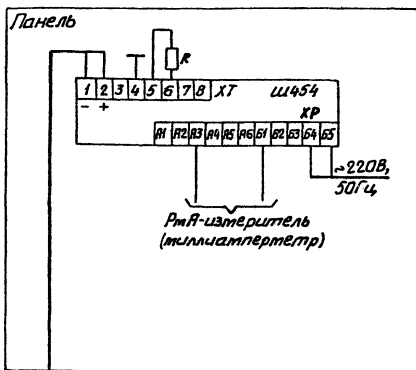 Панель
R
1 2 3 4 5 6 7 8 XT Ш454
- +
XP
А1 А2 А3 А4 А5 А6 Б1 Б2 Б3 Б4 Б5
~220В,
50Гц,
РmА-измеритель
(миллиамперметр)